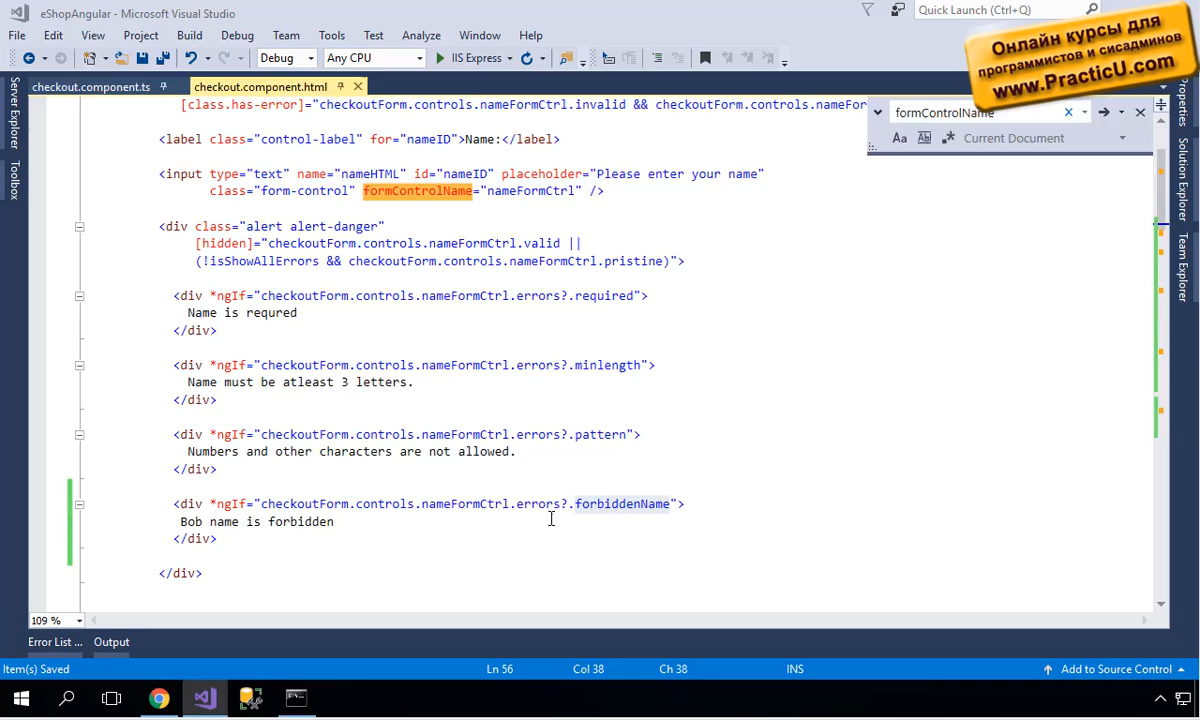 eShopAngular - Microsoft Visual Studio
Quick Launch (Ctrl+Q)
File Edit View Project Build Debug Team Tools Test Analyze Window Help
Debug Any CPU IIS Express
Онлайн курсы для
программистов и сисадминов
www.PracticU.com
checkout.component.ts checkout.component.html
Server Explorer
Toolbox
Properties
Solution Explorer
Team Explorer
formControlName
Aa Ab Current Document
[class.has-error]="checkoutForm.controls.nameFormCtrl.invalid && checkoutForm.controls.nameFo
<label class="control-label" for="nameID">Name:</label>
<input type="text" name="nameHTML" id="nameID" placeholder="Please enter your name"
class="form-control" formControlName="nameFormCtrl" />
<div class="alert alert-danger"
[hidden]="checkoutForm.controls.nameFormCtrl.valid ||
(!isShowAllErrors && checkoutForm.controls.nameFormCtrl.pristine)">
<div *ngIf="checkoutForm.controls.nameFormCtrl.errors?.required">
Name is requred
</div>
<div *ngIf="checkoutForm.controls.nameFormCtrl.errors?.minlength">
Name must be atleast 3 letters.
</div>
<div *ngIf="checkoutForm.controls.nameFormCtrl.errors?.pattern">
Numbers and other characters are not allowed.
</div>
<div *ngIf="checkoutForm.controls.nameFormCtrl.errors?.forbiddenName">
Bob name is forbidden
</div>
</div>
109 %
Error List ... Output
Item(s) Saved Ln 56 Col 38 Ch 38 INS Add to Source Control